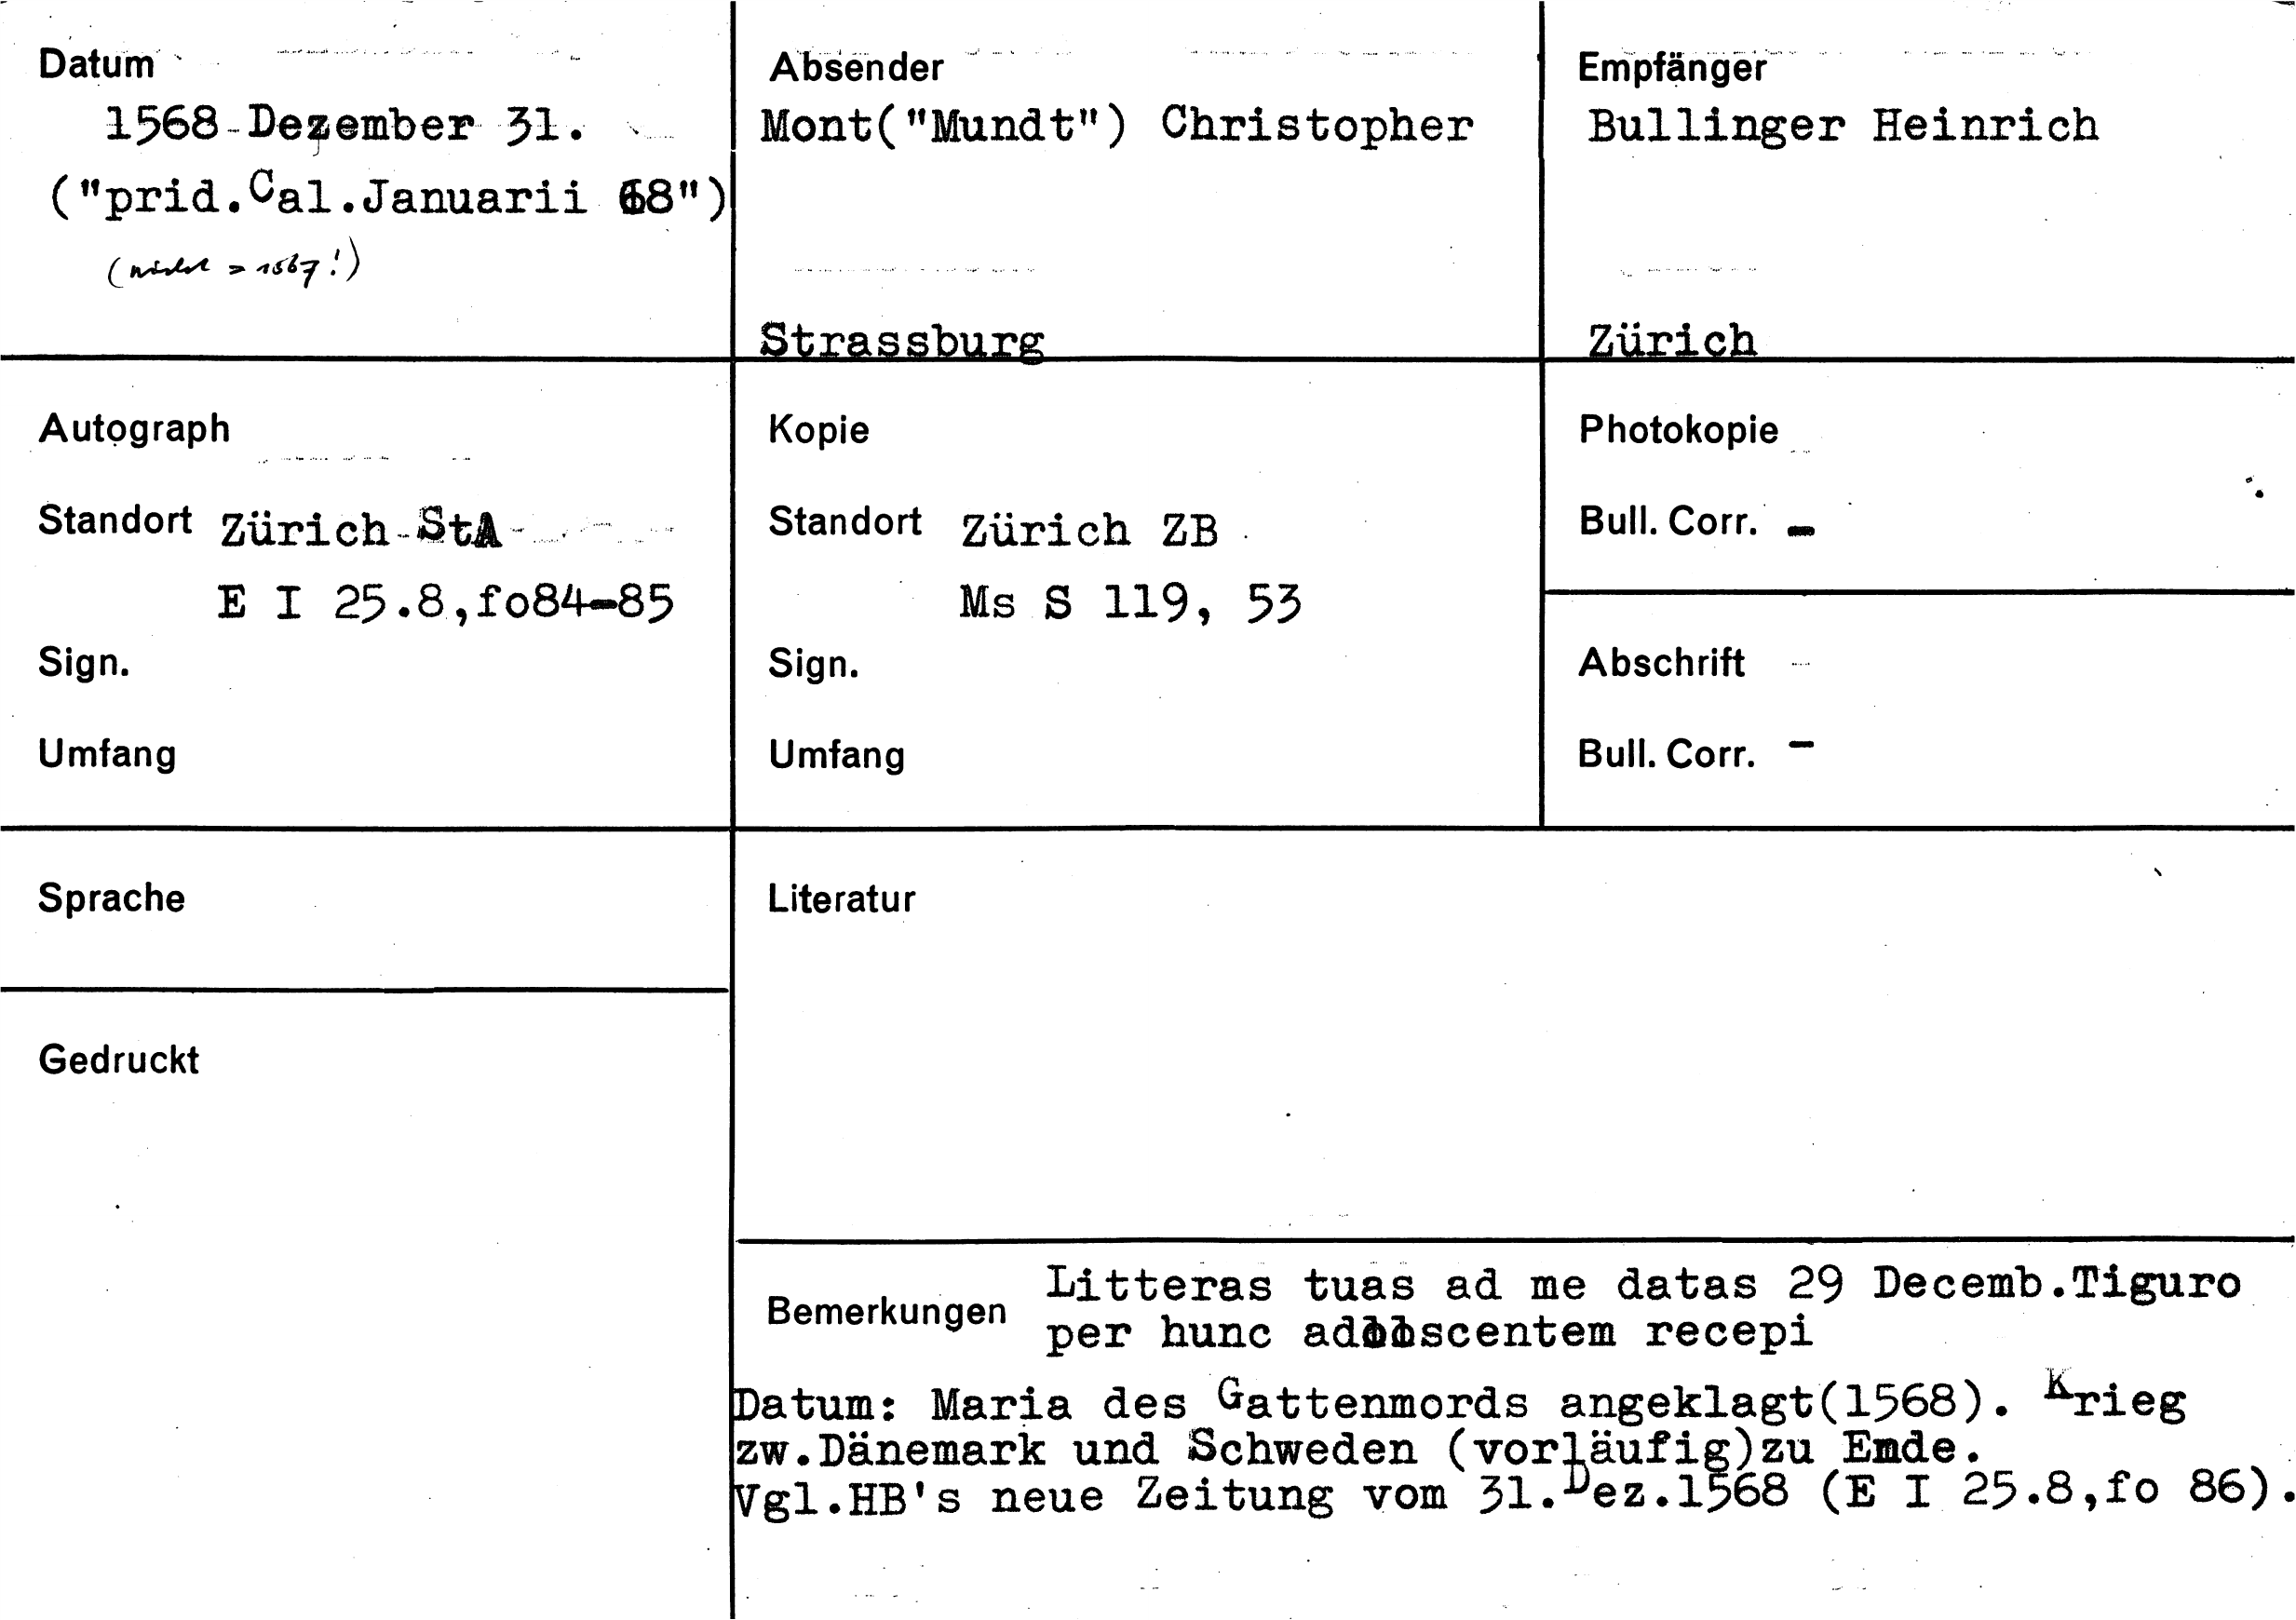 Datum
1568 Dezember 31.
("prid.Cal.Januarii 68")
(nicht = 1567!)
Absender
Mont("Mundt") Christopher
Strassburg
Empfänger
Bullinger Heinrich
Zürich
Autograph
Standort Zürich StA
E I 25.8,fo84-85
Sign.
Umfang
Kopie
Standort Zürich ZB
Ms S 119, 53
Sign.
Umfang
Photokopie
Bull. Corr. -
Abschrift
Bull. Corr. -
Sprache
Gedruckt
Literatur
Bemerkungen
Litteras tuas ad me datas 29 Decemb.Tiguro
per hunc recepi
Datum: Maria des Gattenmords angeklagt(1568). Krieg
zw.Dänemark und Schweden (vorläufig)zu Ende.
Vgl.HB's neue Zeitung vom 31.Dez.1568 (E I 25.8,fo 86).